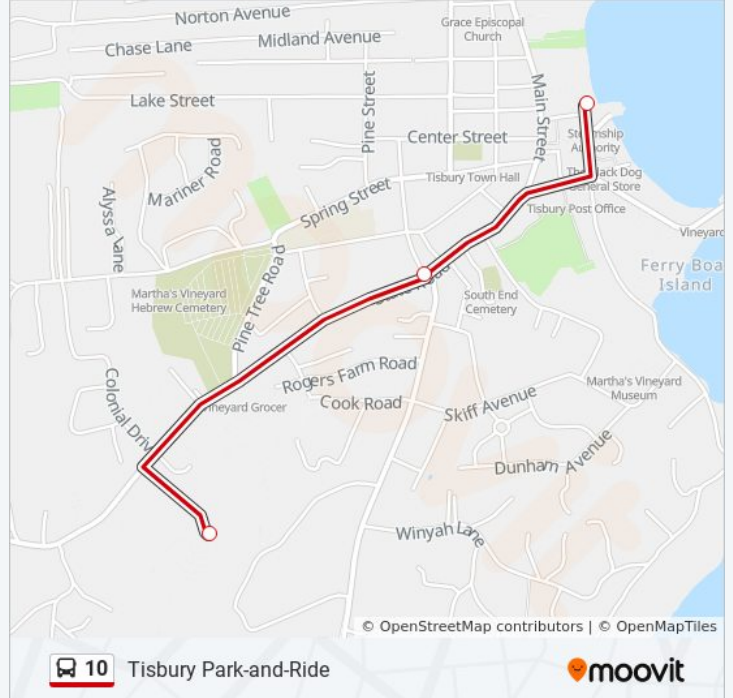 Norton Avenue
Grace Episcopal
Church
Chase Lane
Midland Avenue
Lake Street
Pine Street
Main Street
Center Street
Steamship
Authority
Mariner Road
Tisbury Town Hall
The Black Dog
General Store
Spring Street
Tisbury Post Office
Alyssa Lane
Vineyard
Pine Tree Road
Ferry Boa
Island
State Road
Martha's Vineyard
Hebrew Cemetery
South End
Cemetery
Rogers Farm Road
Martha's Vineyard
Museum
Colonial Drive
Vineyard Grocer
Cook Road
Skiff Avenue
Dunham Avenue
Winyah Lane
© OpenStreetMap contributors | © OpenMapTiles
10 Tisbury Park-and-Ride
moovit